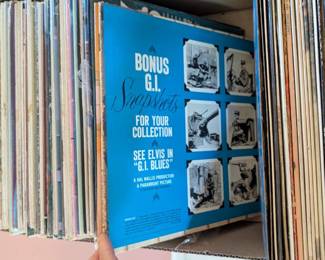 BONUS
G.I.
Snapshots
FOR YOUR
COLLECTION
SEE ELVIS IN
"G.I. BLUES"
A HAL WALLIS PRODUCTION
A PARAMOUNT PICTURE